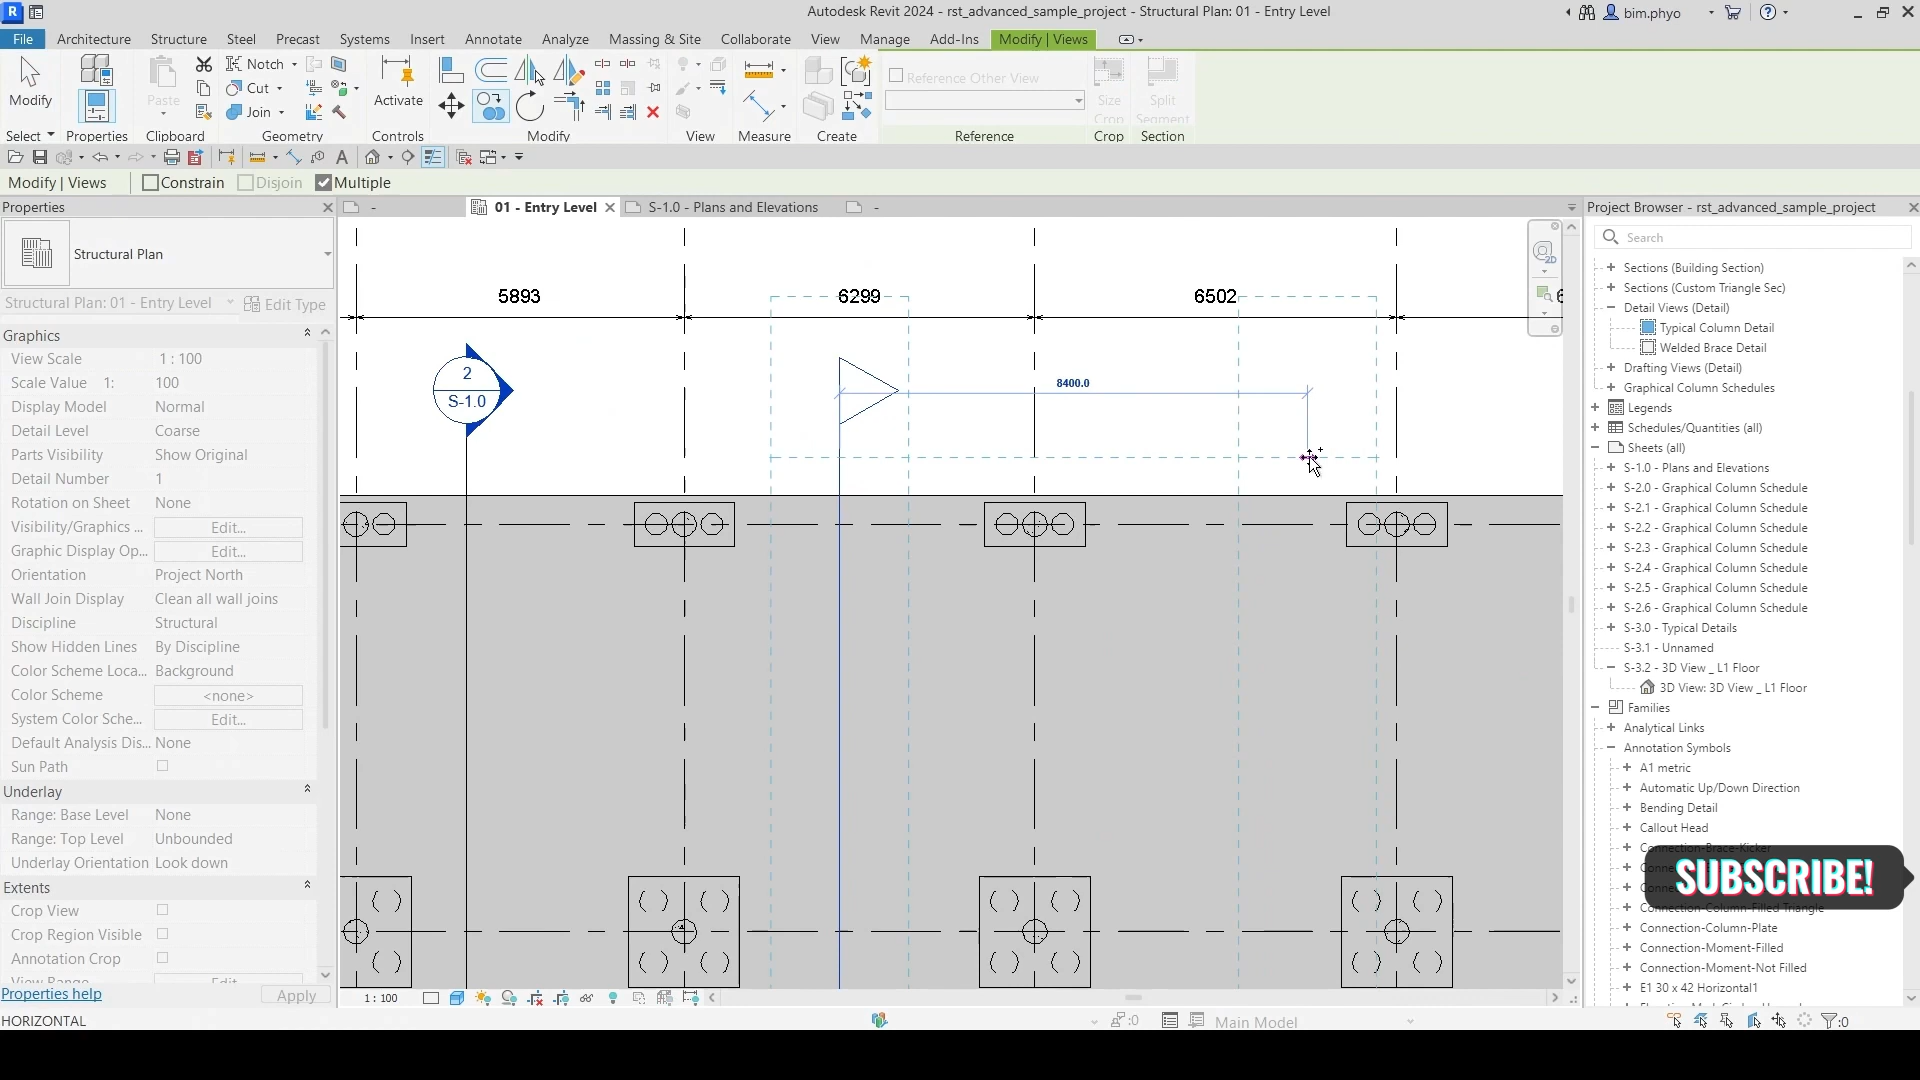 Autodesk Revit 2024 - rst_advanced_sample_project - Structural Plan: 01 - Entry Level
bim.phyo
File Architecture Structure Steel Precast Systems Insert Annotate Analyze Massing & Site Collaborate View Manage Add-Ins Modify | Views
Notch
Reference Other View
Cut
Modify Paste Activate Size Split
Join Crop Segment
Select Properties Clipboard Geometry Controls Modify View Measure Create Reference Crop Section
Modify | Views Constrain Disjoin Multiple
Properties
- 01 - Entry Level S-1.0 - Plans and Elevations -
Project Browser - rst_advanced_sample_project
Structural Plan
Structural Plan: 01 - Entry Level Edit Type
Graphics
View Scale 1 : 100
Scale Value 1: 100
Display Model Normal
Detail Level Coarse
Parts Visibility Show Original
Detail Number 1
Rotation on Sheet None
Visibility/Graphics ... Edit...
Graphic Display Op... Edit...
Orientation Project North
Wall Join Display Clean all wall joins
Discipline Structural
Show Hidden Lines By Discipline
Color Scheme Loca... Background
Color Scheme <none>
System Color Sche... Edit...
Default Analysis Dis... None
Sun Path
Underlay
Range: Base Level None
Range: Top Level Unbounded
Underlay Orientation Look down
Extents
Crop View
Crop Region Visible
Annotation Crop
View Range Edit...
Properties help Apply
5893 6299 6502 6
2
S-1.0
8400.0
2D
1 : 100
Search
Sections (Building Section)
Sections (Custom Triangle Sec)
Detail Views (Detail)
Typical Column Detail
Welded Brace Detail
Drafting Views (Detail)
Graphical Column Schedules
Legends
Schedules/Quantities (all)
Sheets (all)
S-1.0 - Plans and Elevations
S-2.0 - Graphical Column Schedule
S-2.1 - Graphical Column Schedule
S-2.2 - Graphical Column Schedule
S-2.3 - Graphical Column Schedule
S-2.4 - Graphical Column Schedule
S-2.5 - Graphical Column Schedule
S-2.6 - Graphical Column Schedule
S-3.0 - Typical Details
S-3.1 - Unnamed
S-3.2 - 3D View _ L1 Floor
3D View: 3D View _ L1 Floor
Families
Analytical Links
Annotation Symbols
A1 metric
Automatic Up/Down Direction
Bending Detail
Callout Head
Connection-Brace-Kicker
SUBSCRIBE!
Connection-Column-Filled Triangle
Connection-Column-Plate
Connection-Moment-Filled
Connection-Moment-Not Filled
E1 30 x 42 Horizontal1
HORIZONTAL
:0 Main Model :0